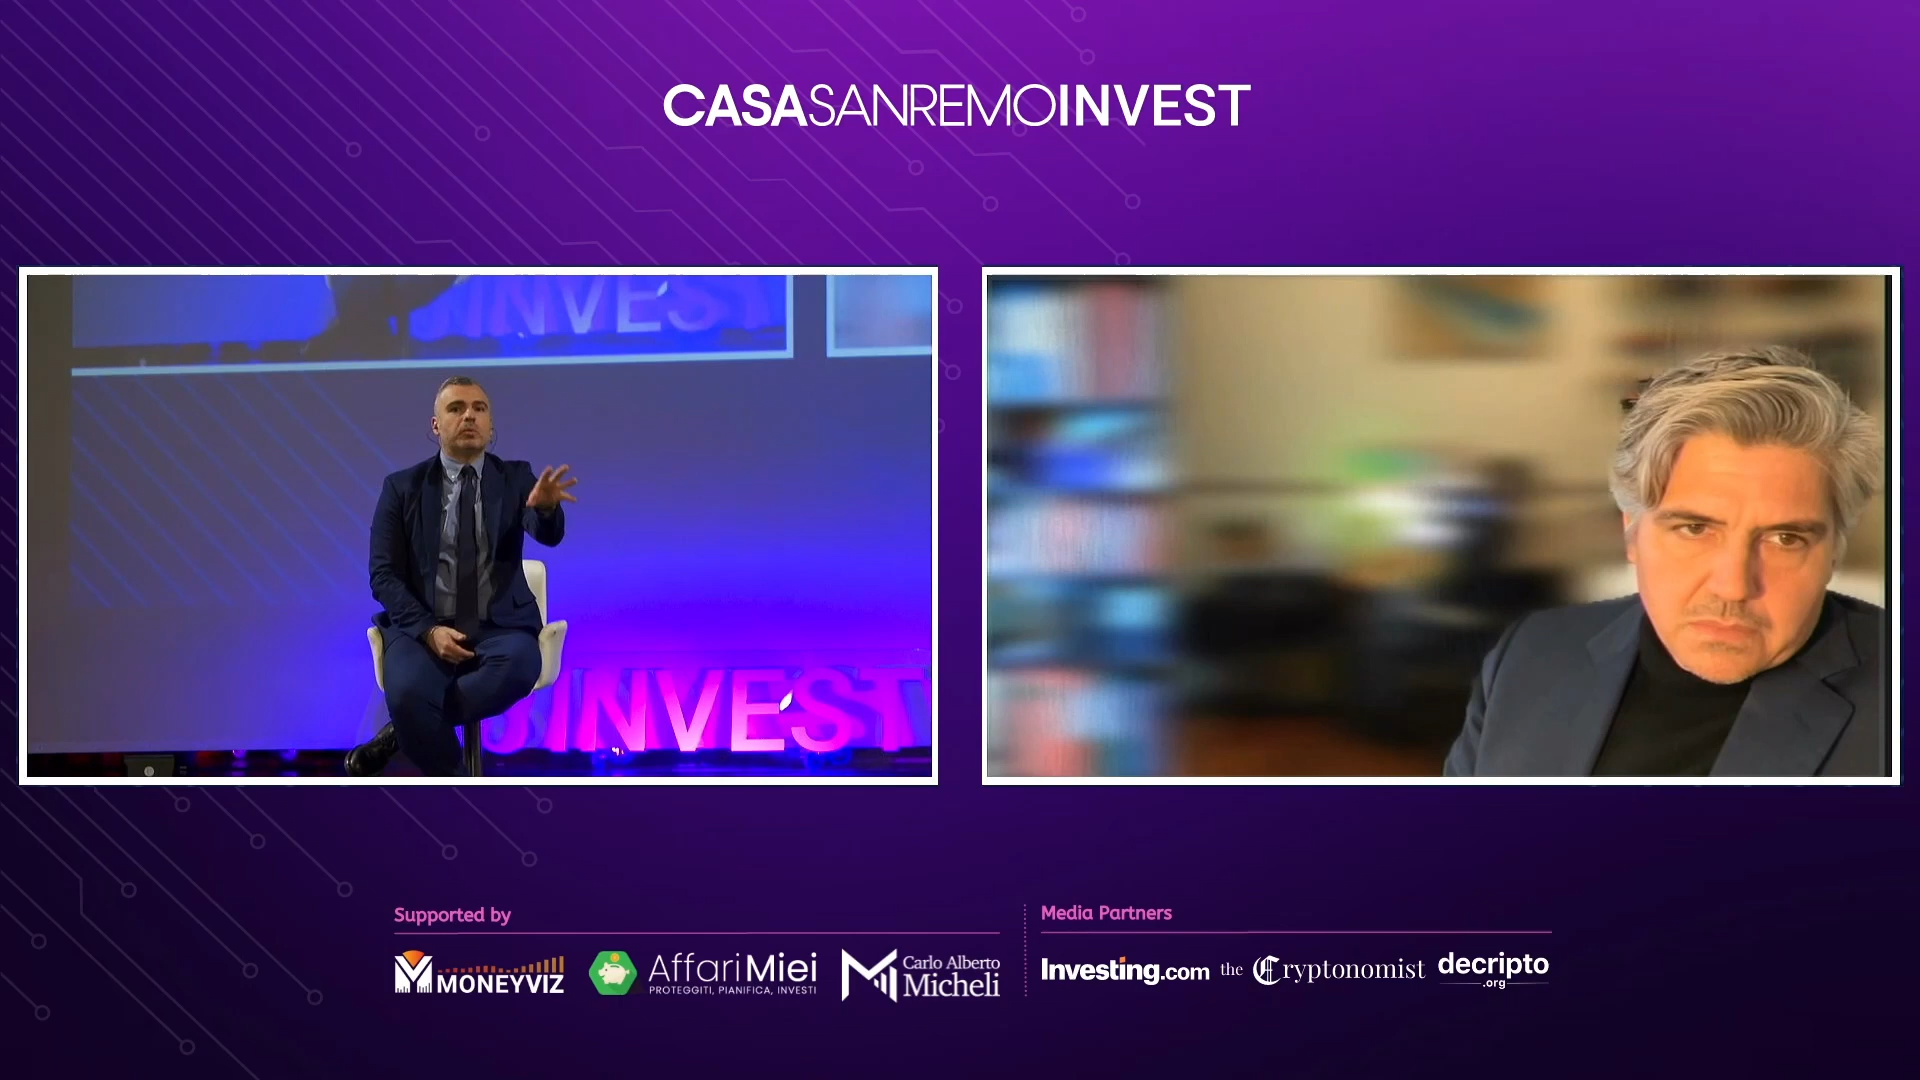 CASASANREMOINVEST
INVEST
INVEST
Supported by
MONEYVIZ
AffariMiei
PROTEGGITI, PIANIFICA, INVESTI
Carlo Alberto
Micheli
Media Partners
Investing.com
the Cryptonomist
decripto
.org